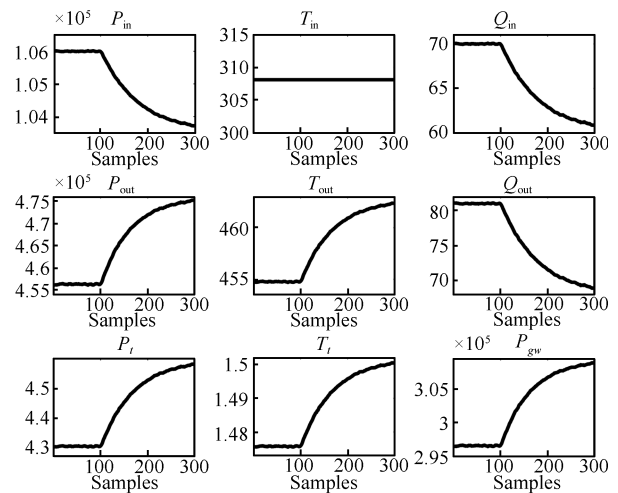 ×10⁵ P_in T_in Q_in
1.06 1.05 1.04
315 310 305 300
70 65 60
100 200 300 100 200 300 100 200 300
Samples Samples Samples
×10⁵ P_out T_out Q_out
4.75 4.7 4.65 4.6 4.55
460 455
80 75 70
100 200 300 100 200 300 100 200 300
Samples Samples Samples
P_t T_t ×10⁵ P_gw
4.5 4.4 4.3
1.5 1.49 1.48
3.05 3 2.95
100 200 300 100 200 300 100 200 300
Samples Samples Samples